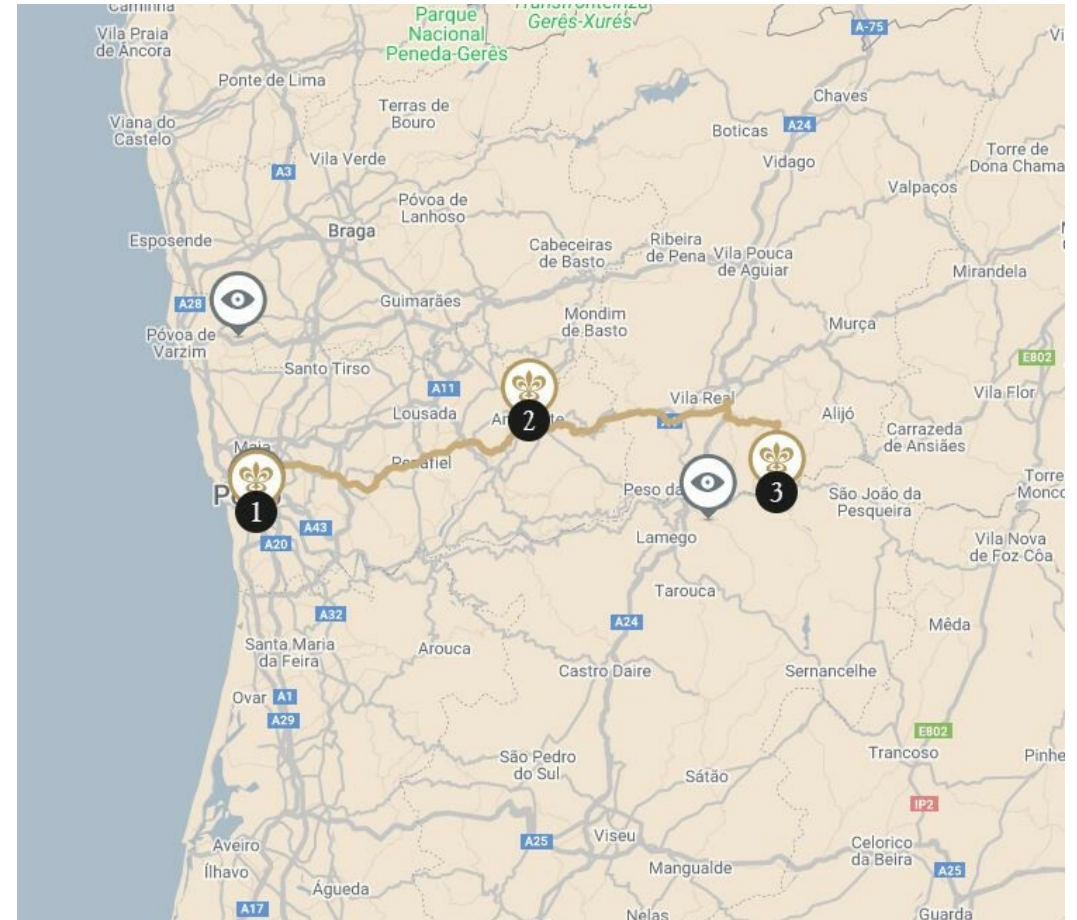 Caminha
Parque
Nacional
Peneda-Gerês
Transfronteiriza
Gerês-Xurés
A-75
Vila Praia
de Âncora
Ponte de Lima
Terras de
Bouro
Chaves
Viana do
Castelo
Boticas
A24
A3
Vila Verde
Vidago
Torre de
Dona Chama
Valpaços
Póvoa de
Lanhoso
Braga
Esposende
Cabeceiras
de Basto
Ribeira
de Pena
Vila Pouca
de Aguiar
Mirandela
A28
Guimarães
Mondim
de Basto
Póvoa de
Varzim
Murça
E802
Santo Tirso
A11
Vila Real
Vila Flor
Lousada
2
Alijó
Carrazeda
de Ansiães
Maia
Penafiel
Peso da
3
São João da
Pesqueira
Torre
Monco
1
A43
A20
Lamego
Vila Nova
de Foz Côa
Tarouca
A32
A24
Mêda
Santa Maria
da Feira
Arouca
Castro Daire
Sernancelhe
Ovar
A1
A29
E802
Trancoso
Pinhe
São Pedro
do Sul
Sátão
IP2
Aveiro
A25
Viseu
Celorico
da Beira
Ílhavo
Mangualde
A25
Águeda
A17
Nelas
Guarda